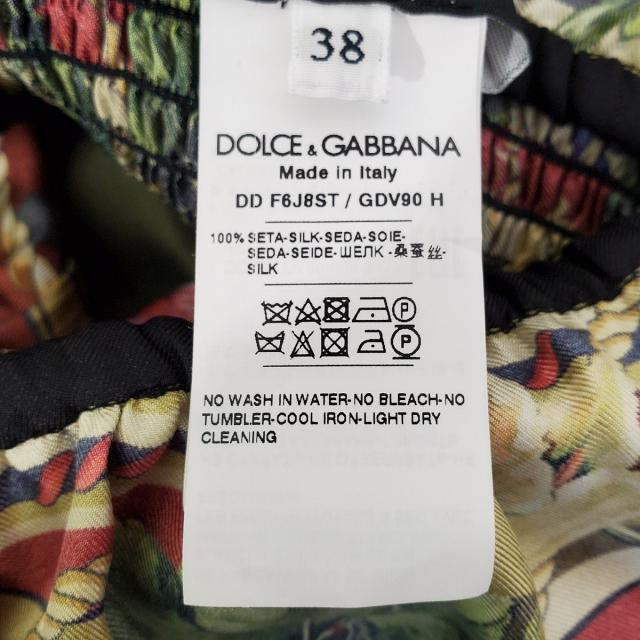 38
DOLCE & GABBANA
Made in Italy
DD F6J8ST / GDV90 H
100% SETA-SILK-SEDA-SOIE-
SEDA-SEIDE-ШЕЛК -桑蚕丝-
SILK
NO WASH IN WATER-NO BLEACH-NO
TUMBLER-COOL IRON-LIGHT DRY
CLEANING